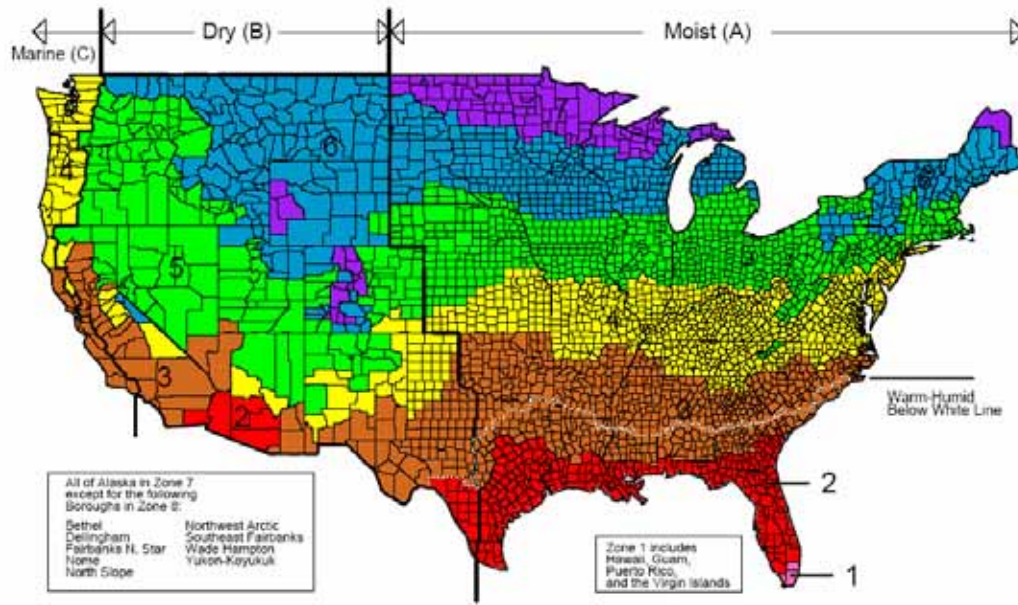 Marine (C)
Dry (B)
Moist (A)
4
6
5
3
2
4
Warm-Humid
Below White Line
2
1
All of Alaska in Zone 7
except for the following
Boroughs in Zone 8:
Bethel Northwest Arctic
Dellingham Southeast Fairbanks
Fairbanks N. Star Wade Hampton
Nome Yukon-Koyukuk
North Slope
Zone 1 includes
Hawaii, Guam,
Puerto Rico,
and the Virgin Islands